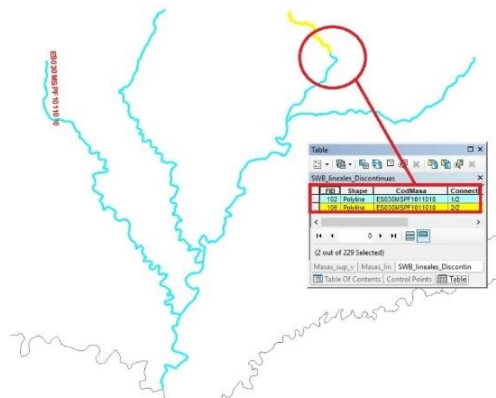 ES030MSPF1011010
Table
SWB_lineales_Discontinuas
FID Shape CodMasa Connect
102 Polyline ES030MSPF1011010 1/2
106 Polyline ES030MSPF1011010 2/2
0
(2 out of 229 Selected)
Masas_sup_v Masas_lin SWB_lineales_Discontin
Table Of Contents Control Points Table